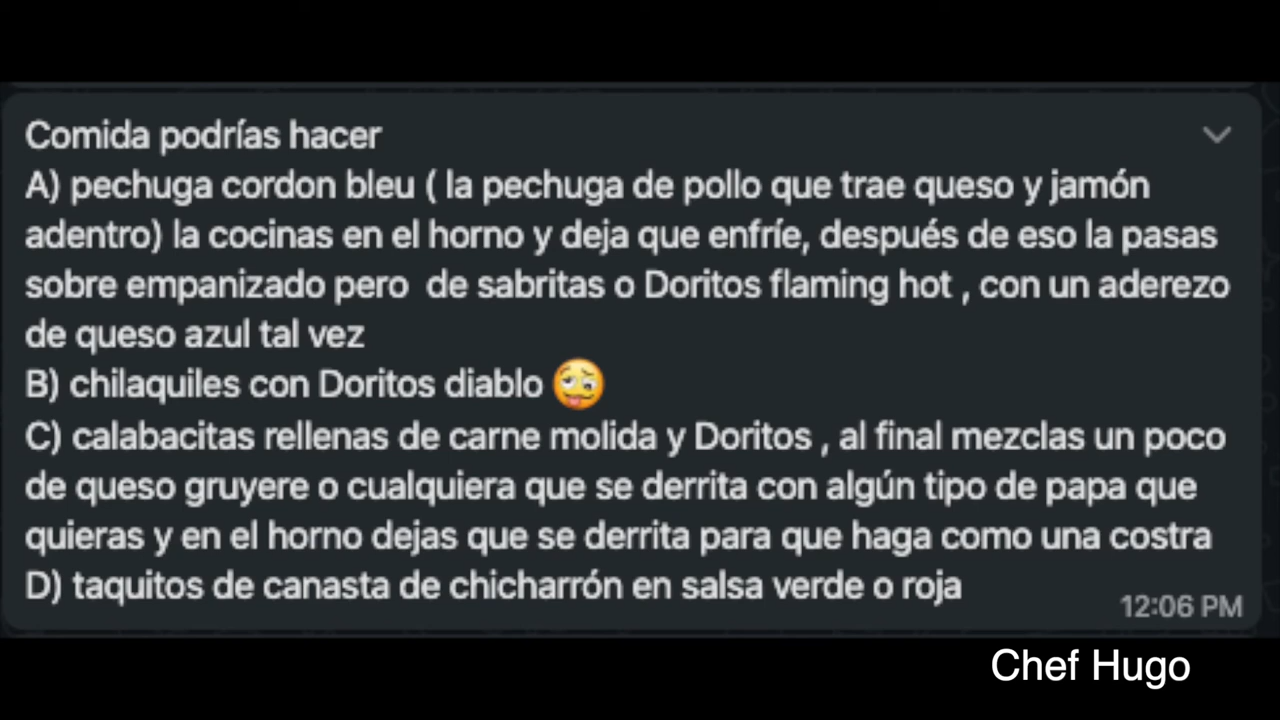 Comida podrías hacer
A) pechuga cordon bleu ( la pechuga de pollo que trae queso y jamón
adentro) la cocinas en el horno y deja que enfríe, después de eso la pasas
sobre empanizado pero  de sabritas o Doritos flaming hot , con un aderezo
de queso azul tal vez
B) chilaquiles con Doritos diablo 🥴
C) calabacitas rellenas de carne molida y Doritos , al final mezclas un poco
de queso gruyere o cualquiera que se derrita con algún tipo de papa que
quieras y en el horno dejas que se derrita para que haga como una costra
D) taquitos de canasta de chicharrón en salsa verde o roja
12:06 PM
Chef Hugo